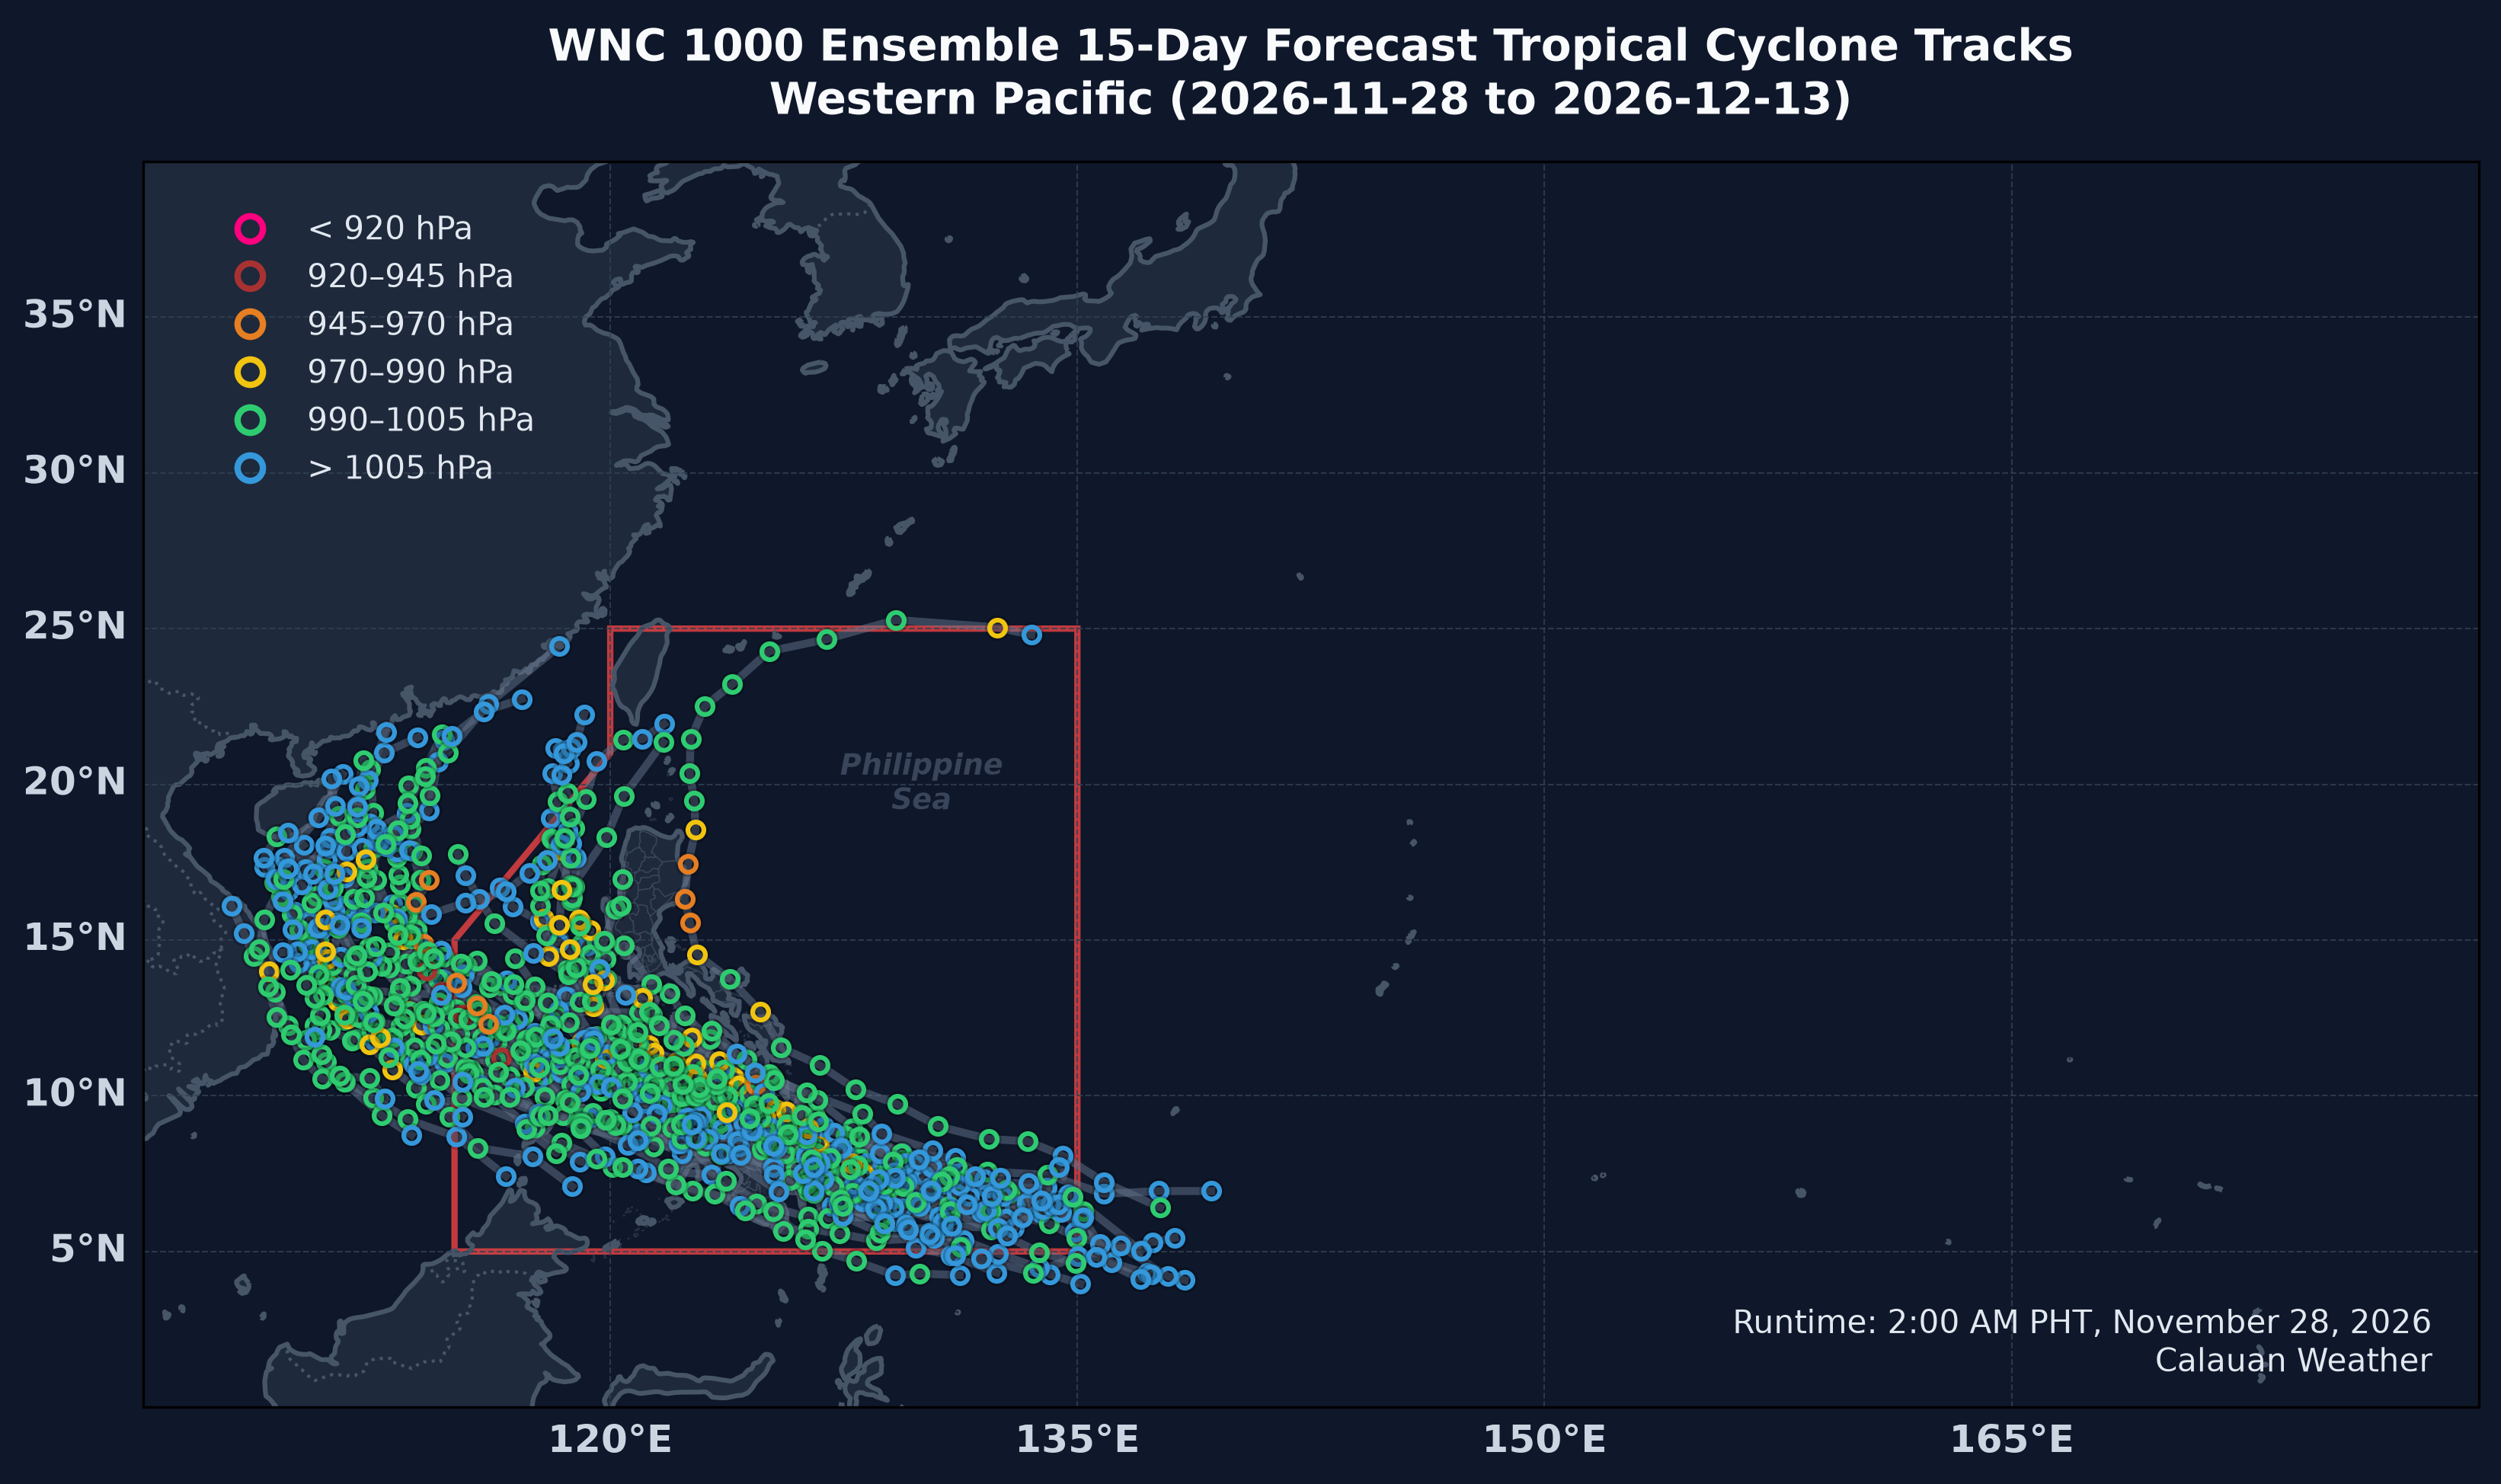 WNC 1000 Ensemble 15-Day Forecast Tropical Cyclone Tracks
Western Pacific (2026-11-28 to 2026-12-13)
< 920 hPa
920–945 hPa
945–970 hPa
970–990 hPa
990–1005 hPa
> 1005 hPa
35°N
30°N
25°N
20°N
15°N
10°N
5°N
Philippine
Sea
Runtime: 2:00 AM PHT, November 28, 2026
Calauan Weather
120°E
135°E
150°E
165°E